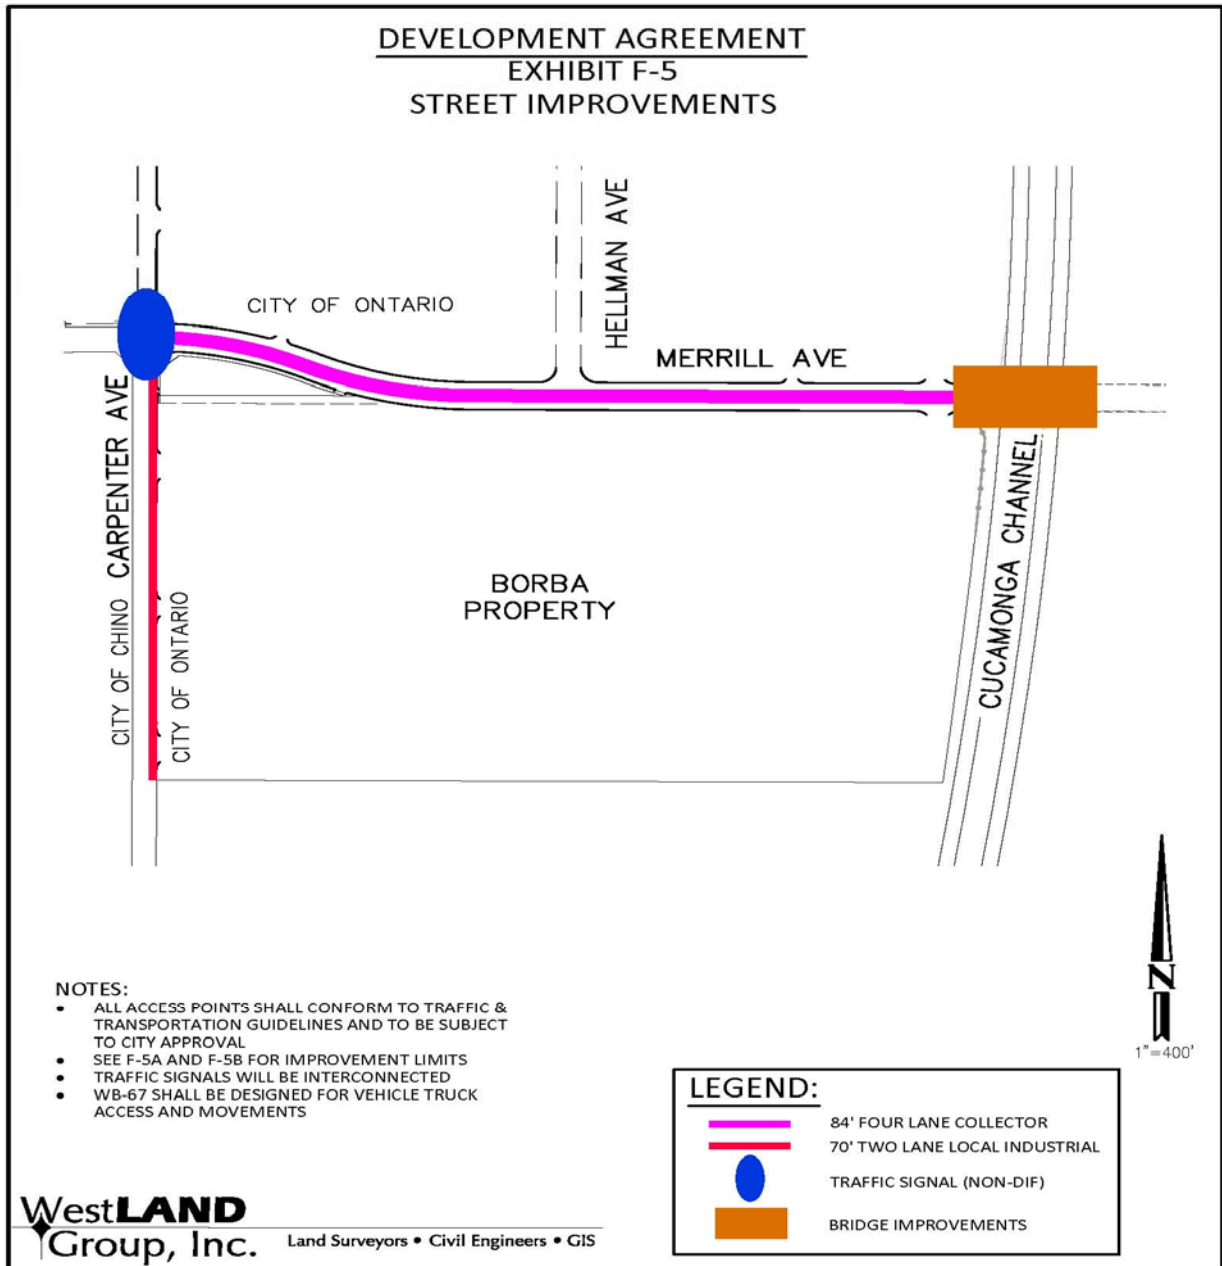 DEVELOPMENT AGREEMENT
EXHIBIT F-5
STREET IMPROVEMENTS
HELLMAN AVE
CITY OF ONTARIO
MERRILL AVE
CARPENTER AVE
CITY OF CHINO
CITY OF ONTARIO
BORBA
PROPERTY
CUCAMONGA CHANNEL
N
1"=400'
NOTES:
• ALL ACCESS POINTS SHALL CONFORM TO TRAFFIC &
TRANSPORTATION GUIDELINES AND TO BE SUBJECT
TO CITY APPROVAL
• SEE F-5A AND F-5B FOR IMPROVEMENT LIMITS
• TRAFFIC SIGNALS WILL BE INTERCONNECTED
• WB-67 SHALL BE DESIGNED FOR VEHICLE TRUCK
ACCESS AND MOVEMENTS
LEGEND:
84' FOUR LANE COLLECTOR
70' TWO LANE LOCAL INDUSTRIAL
TRAFFIC SIGNAL (NON-DIF)
BRIDGE IMPROVEMENTS
WestLAND
Group, Inc.
Land Surveyors • Civil Engineers • GIS